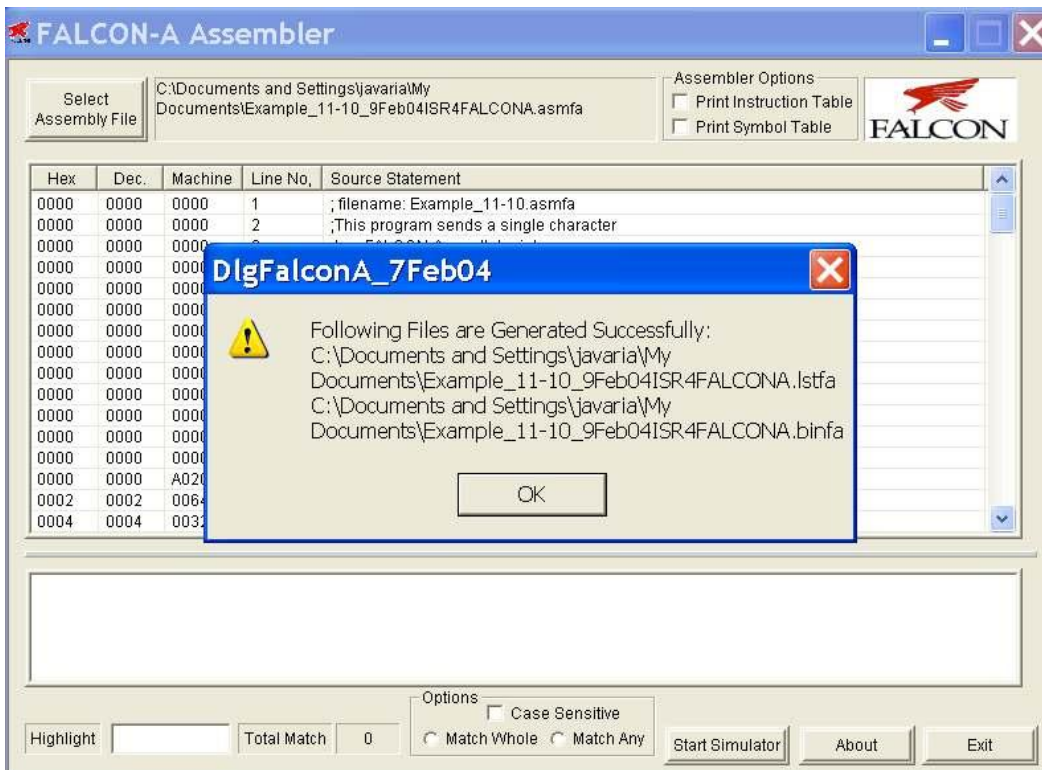 FALCON-A Assembler
Select
Assembly File
C:\Documents and Settings\javaria\My
Documents\Example_11-10_9Feb04ISR4FALCONA.asmfa
Assembler Options
Print Instruction Table
Print Symbol Table
FALCON
Hex Dec. Machine Line No, Source Statement
0000 0000 0000 1 ; filename: Example_11-10.asmfa
0000 0000 0000 2 ;This program sends a single character
0000 0000 0000
0000 0000 0000
0000 0000 0000
0000 0000 0000
0000 0000 0000
0000 0000 0000
0000 0000 0000
0000 0000 0000
0000 0000 0000
0000 0000 0000
0000 0000 0000
0000 0000 A020
0002 0002 0064
0004 0004 0032
DlgFalconA_7Feb04
Following Files are Generated Successfully:
C:\Documents and Settings\javaria\My
Documents\Example_11-10_9Feb04ISR4FALCONA.lstfa
C:\Documents and Settings\javaria\My
Documents\Example_11-10_9Feb04ISR4FALCONA.binfa
OK
Options
Case Sensitive
Highlight Total Match 0 Match Whole Match Any
Start Simulator About Exit